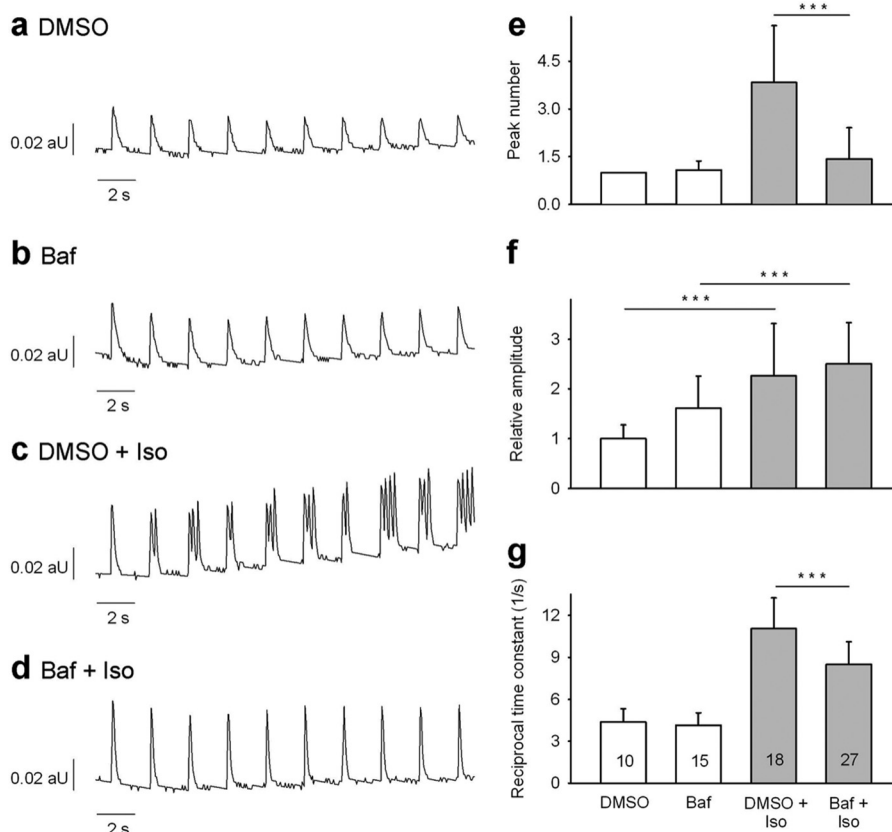 a DMSO
0.02 aU
2 s
b Baf
0.02 aU
2 s
c DMSO + Iso
0.02 aU
2 s
d Baf + Iso
0.02 aU
2 s
e
***
Peak number
4.5
3.0
1.5
0.0
f
***
***
Relative amplitude
3
2
1
0
g
***
Reciprocal time constant (1/s)
12
9
6
3
0
10 15 18 27
DMSO Baf DMSO + Baf +
Iso Iso